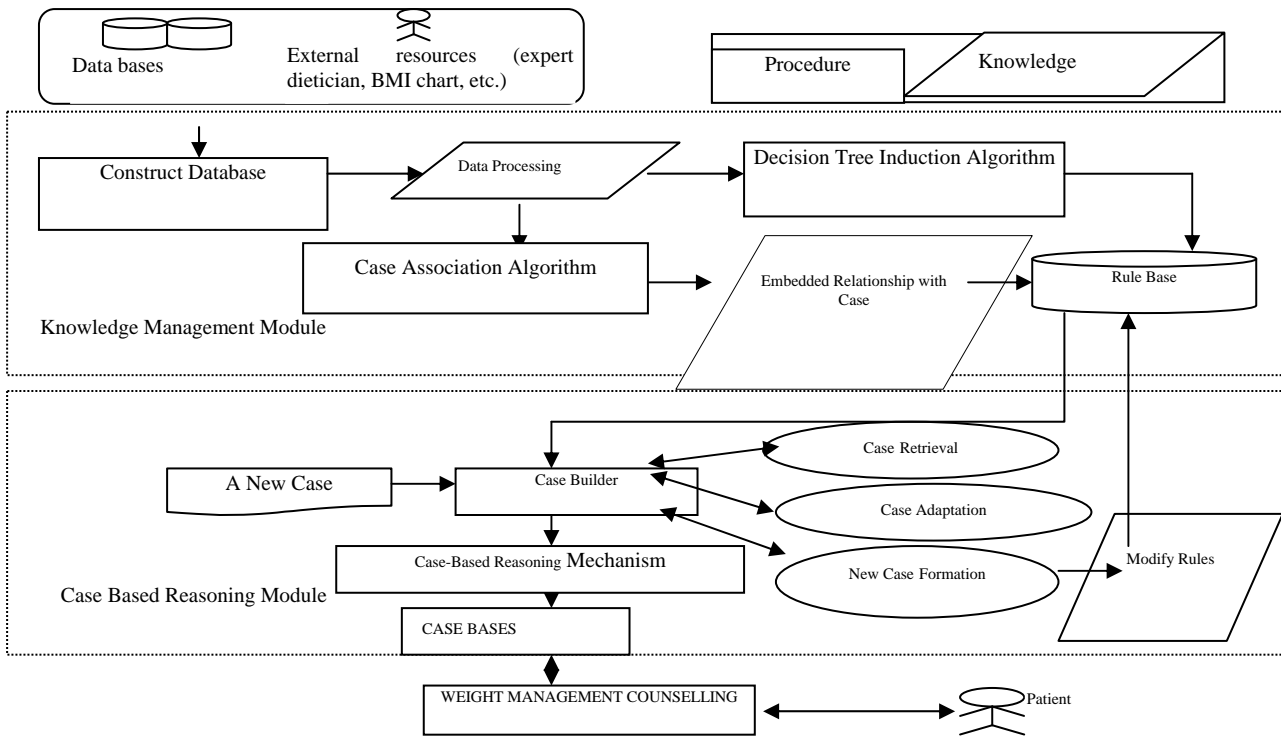 Data bases
External resources (expert
dietician, BMI chart, etc.)
Procedure
Knowledge
Construct Database
Data Processing
Decision Tree Induction Algorithm
Case Association Algorithm
Embedded Relationship with
Case
Rule Base
Knowledge Management Module
A New Case
Case Builder
Case Retrieval
Case Adaptation
New Case Formation
Modify Rules
Case-Based Reasoning Mechanism
Case Based Reasoning Module
CASE BASES
WEIGHT MANAGEMENT COUNSELLING
Patient